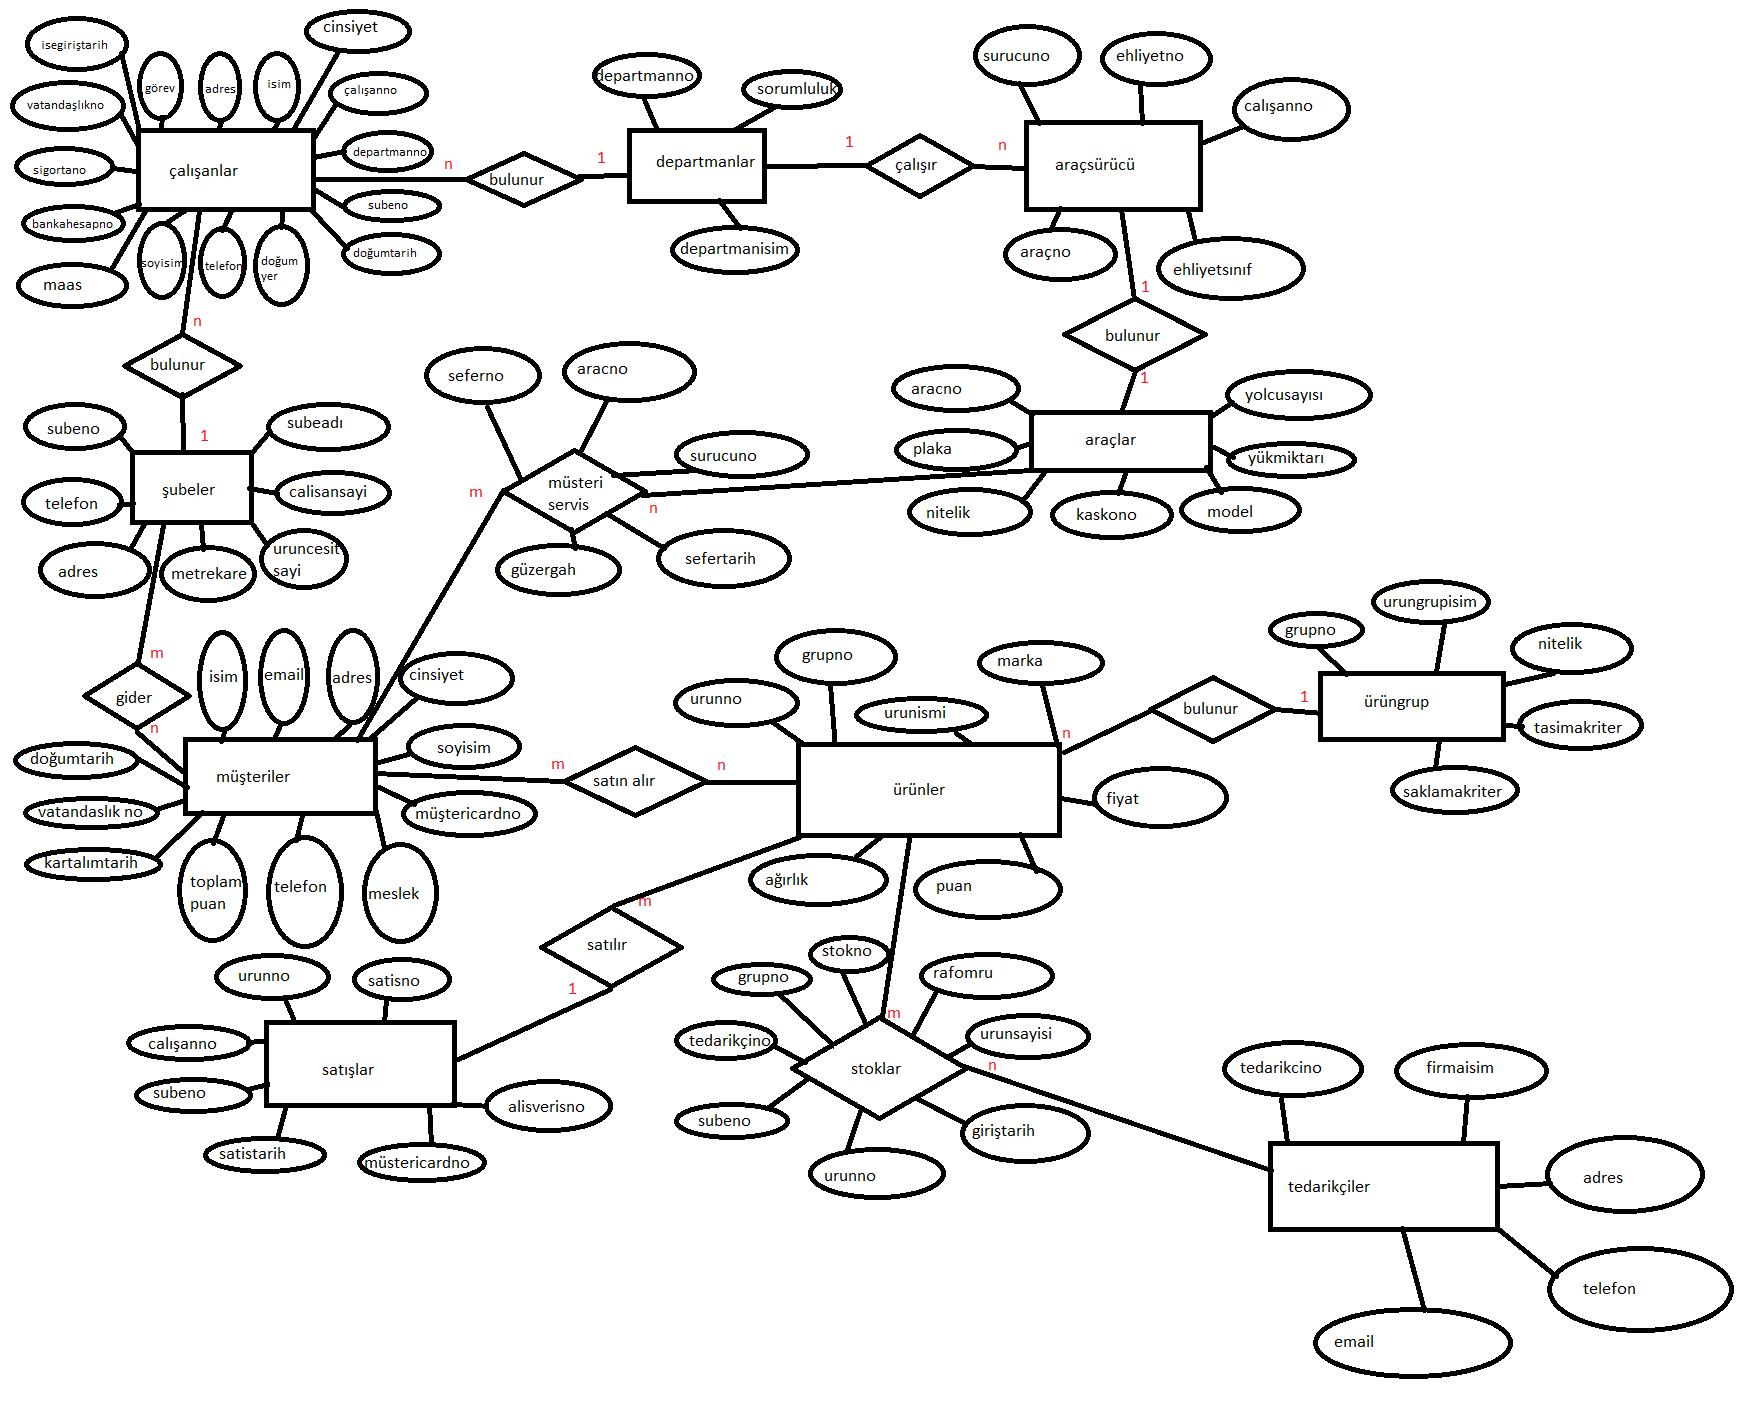 isegiriştarih
görev
adres
isim
cinsiyet
vatandaşlıkno
çalışanno
sigortano
çalışanlar
departmanno
bankahesapno
subeno
maas
soyisim
telefon
doğum
yer
doğumtarih
n
bulunur
1
departmanno
sorumluluk
departmanlar
departmanisim
1
çalışır
n
surucuno
ehliyetno
calışanno
araçsürücü
araçno
ehliyetsınıf
1
bulunur
1
n
bulunur
1
seferno
aracno
surucuno
müsteri
servis
m
n
güzergah
sefertarih
aracno
yolcusayısı
plaka
araçlar
yükmiktarı
nitelik
kaskono
model
subeno
subeadı
telefon
şubeler
calisansayi
adres
metrekare
uruncesit
sayi
m
gider
n
isim
email
adres
cinsiyet
doğumtarih
soyisim
müşteriler
vatandaslık no
müştericardno
kartalımtarih
toplam
puan
telefon
meslek
m
satın alır
n
grupno
marka
urunno
urunismi
ürünler
fiyat
ağırlık
puan
n
bulunur
1
grupno
urungrupisim
nitelik
ürüngrup
tasimakriter
saklamakriter
m
satılır
1
urunno
satisno
calışanno
satışlar
subeno
alisverisno
satistarih
müstericardno
grupno
stokno
rafomru
m
tedarikçino
urunsayisi
stoklar
n
subeno
giriştarih
urunno
tedarikcino
firmaisim
tedarikçiler
adres
telefon
email